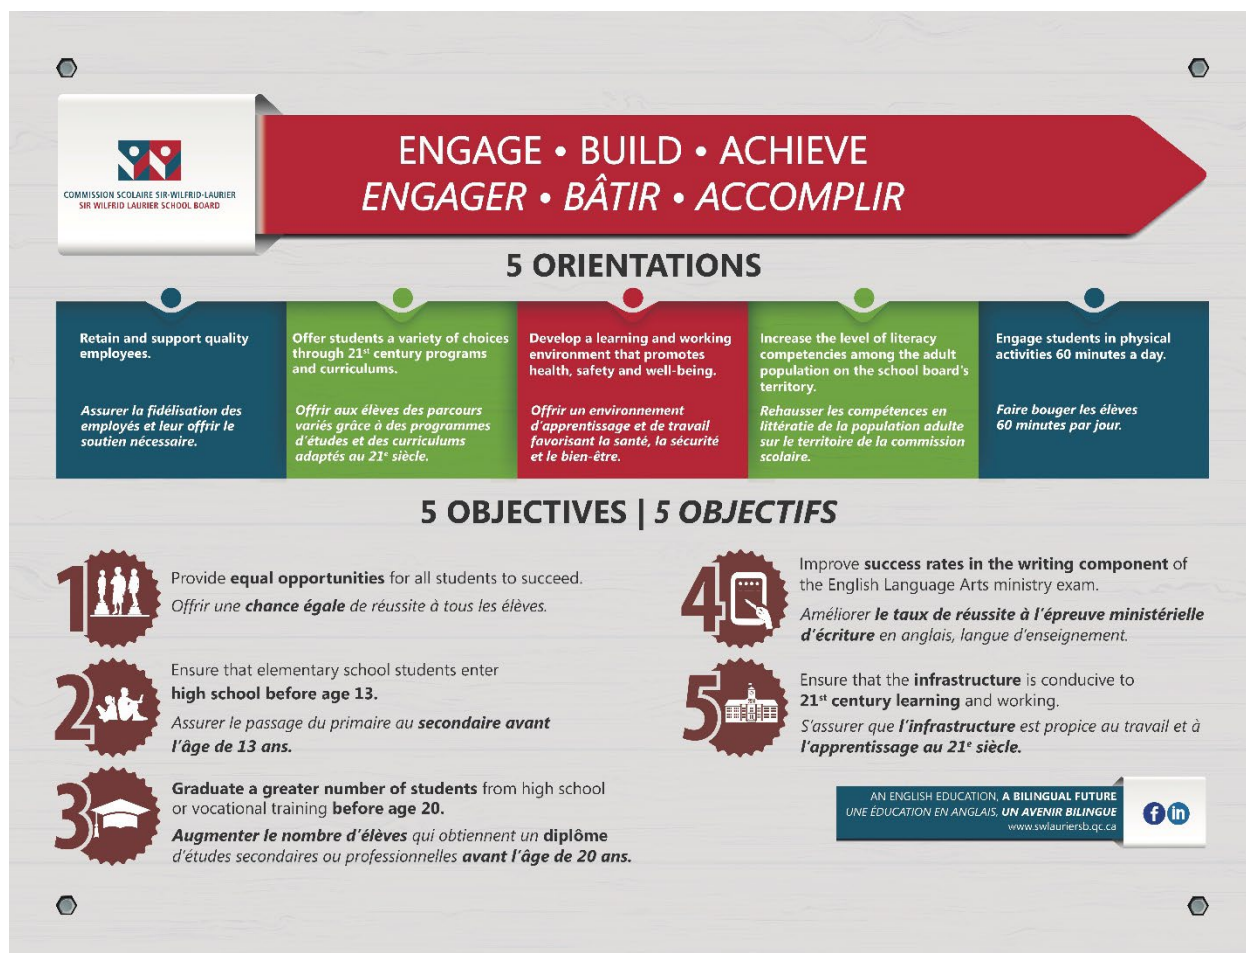 COMMISSION SCOLAIRE SIR-WILFRID-LAURIER
SIR WILFRID LAURIER SCHOOL BOARD
ENGAGE • BUILD • ACHIEVE
ENGAGER • BÂTIR • ACCOMPLIR
5 ORIENTATIONS
Retain and support quality
employees.
Assurer la fidélisation des
employés et leur offrir le
soutien nécessaire.
Offer students a variety of choices
through 21st century programs
and curriculums.
Offrir aux élèves des parcours
variés grâce à des programmes
d'études et des curriculums
adaptés au 21e siècle.
Develop a learning and working
environment that promotes
health, safety and well-being.
Offrir un environnement
d'apprentissage et de travail
favorisant la santé, la sécurité
et le bien-être.
Increase the level of literacy
competencies among the adult
population on the school board's
territory.
Rehausser les compétences en
littératie de la population adulte
sur le territoire de la commission
scolaire.
Engage students in physical
activities 60 minutes a day.
Faire bouger les élèves
60 minutes par jour.
5 OBJECTIVES | 5 OBJECTIFS
1
Provide equal opportunities for all students to succeed.
Offrir une chance égale de réussite à tous les élèves.
2
Ensure that elementary school students enter
high school before age 13.
Assurer le passage du primaire au secondaire avant
l'âge de 13 ans.
3
Graduate a greater number of students from high school
or vocational training before age 20.
Augmenter le nombre d'élèves qui obtiennent un diplôme
d'études secondaires ou professionnelles avant l'âge de 20 ans.
4
Improve success rates in the writing component of
the English Language Arts ministry exam.
Améliorer le taux de réussite à l'épreuve ministérielle
d'écriture en anglais, langue d'enseignement.
5
Ensure that the infrastructure is conducive to
21st century learning and working.
S'assurer que l'infrastructure est propice au travail et à
l'apprentissage au 21e siècle.
AN ENGLISH EDUCATION, A BILINGUAL FUTURE
UNE ÉDUCATION EN ANGLAIS, UN AVENIR BILINGUE
www.swlauriersb.qc.ca
f in